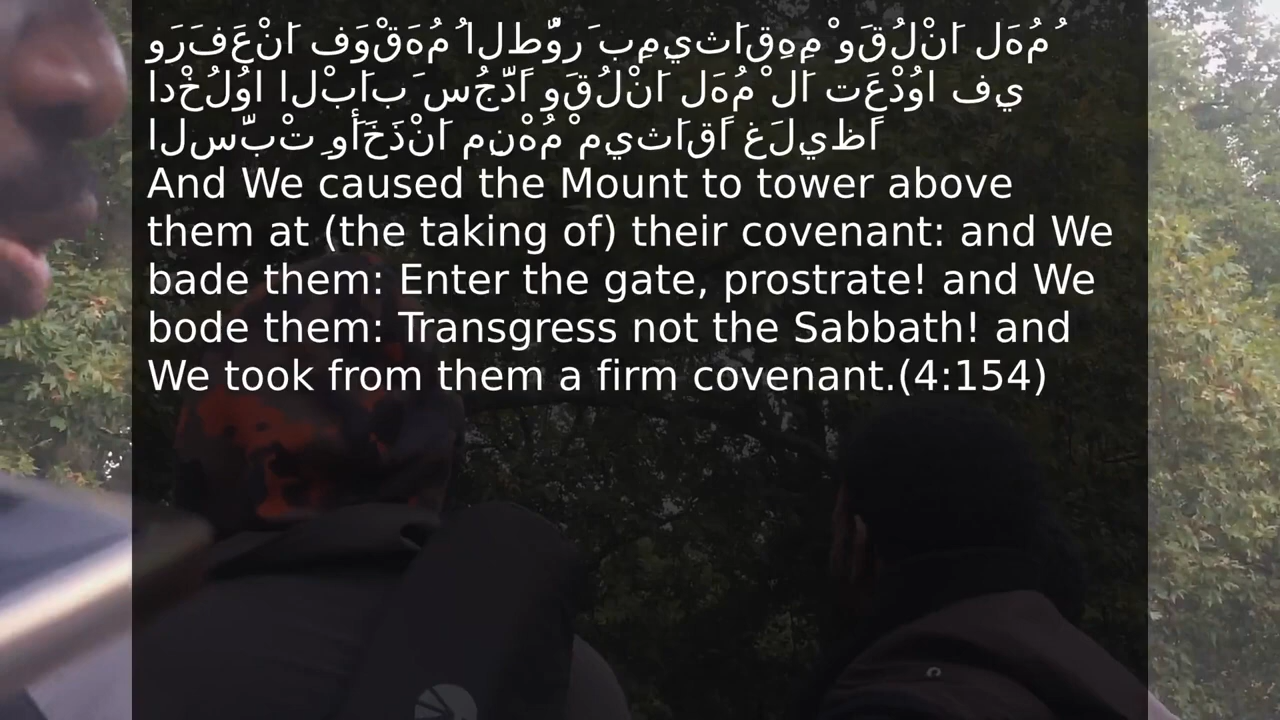 وَرَفَعْنَا فَوْقَهُمُ الطُّورَ بِمِيثَاقِهِمْ وَقُلْنَا لَهُمُ
ادْخُلُوا الْبَابَ سُجَّدًا وَقُلْنَا لَهُمْ لَا تَعْدُوا فِي
السَّبْتِ وَأَخَذْنَا مِنْهُمْ مِيثَاقًا غَلِيظًا
And We caused the Mount to tower above
them at (the taking of) their covenant: and We
bade them: Enter the gate, prostrate! and We
bode them: Transgress not the Sabbath! and
We took from them a firm covenant.(4:154)